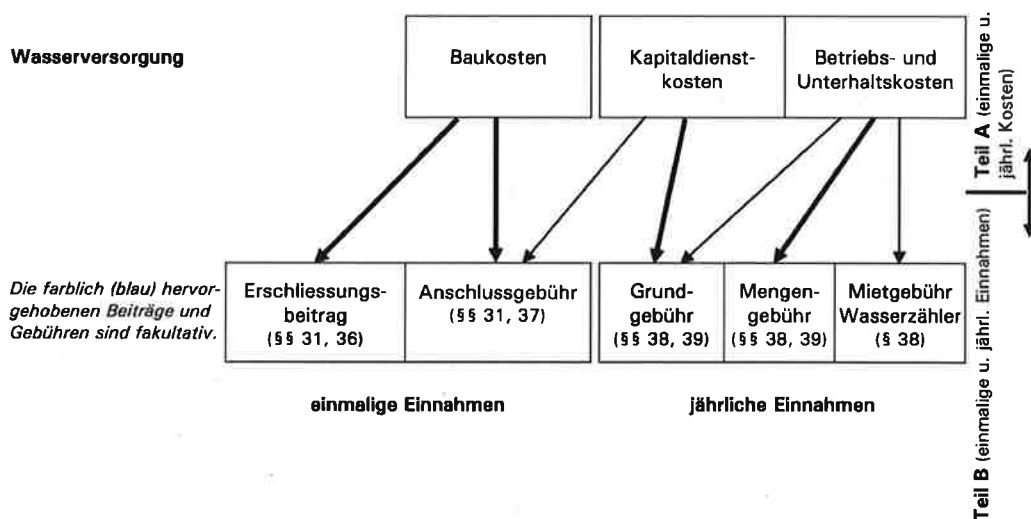 Wasserversorgung
Baukosten
Kapitaldienst-
kosten
Betriebs- und
Unterhaltskosten
Teil A (einmalige u.
jährl. Kosten)
Die farblich (blau) hervor-
gehobenen Beiträge und
Gebühren sind fakultativ.
Erschliessungs-
beitrag
(§§ 31, 36)
Anschlussgebühr
(§§ 31, 37)
Grund-
gebühr
(§§ 38, 39)
Mengen-
gebühr
(§§ 38, 39)
Mietgebühr
Wasserzähler
(§ 38)
einmalige Einnahmen
jährliche Einnahmen
Teil B (einmalige u. jährl. Einnahmen)